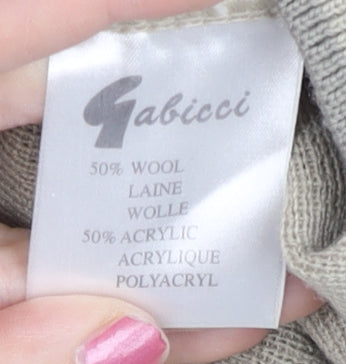 Gabicci
50% WOOL
LAINE
WOLLE
50% ACRYLIC
ACRYLIQUE
POLYACRYL